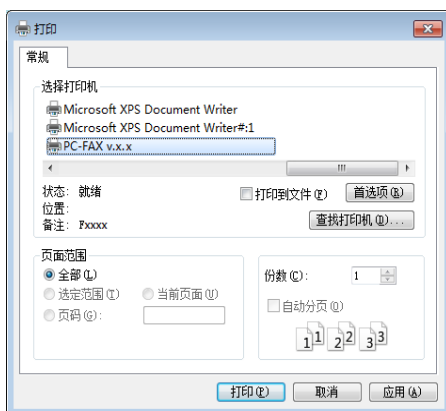 打印
常规
选择打印机
Microsoft XPS Document Writer
Microsoft XPS Document Writer#:1
PC-FAX v.x.x
状态: 就绪
打印到文件(F)
首选项(R)
位置:
备注: Fxxxx
查找打印机(D)...
页面范围
全部(L)
选定范围(T)
当前页面(U)
页码(G):
份数(C): 1
自动分页(O)
1 1 2 2 3 3
打印(P)
取消
应用(A)